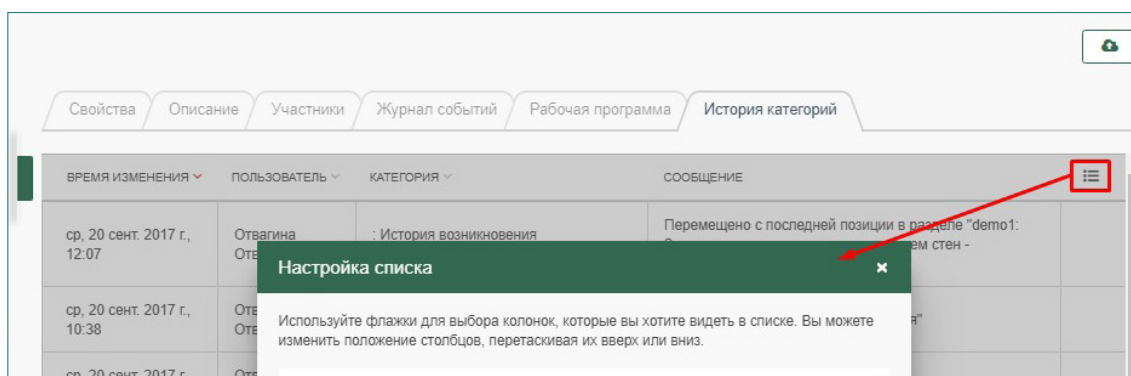 Свойства Описание Участники Журнал событий Рабочая программа История категорий
ВРЕМЯ ИЗМЕНЕНИЯ ПОЛЬЗОВАТЕЛЬ КАТЕГОРИЯ СООБЩЕНИЕ
ср, 20 сент. 2017 г., Отвагина : История возникновения Перемещено с последней позиции в разделе "demo1:
12:07
стен -
Настройка списка
ср, 20 сент. 2017 г.,
10:38
Используйте флажки для выбора колонок, которые вы хотите видеть в списке. Вы можете
изменить положение столбцов, перетаскивая их вверх или вниз.
ср, 20 сент. 2017 г.